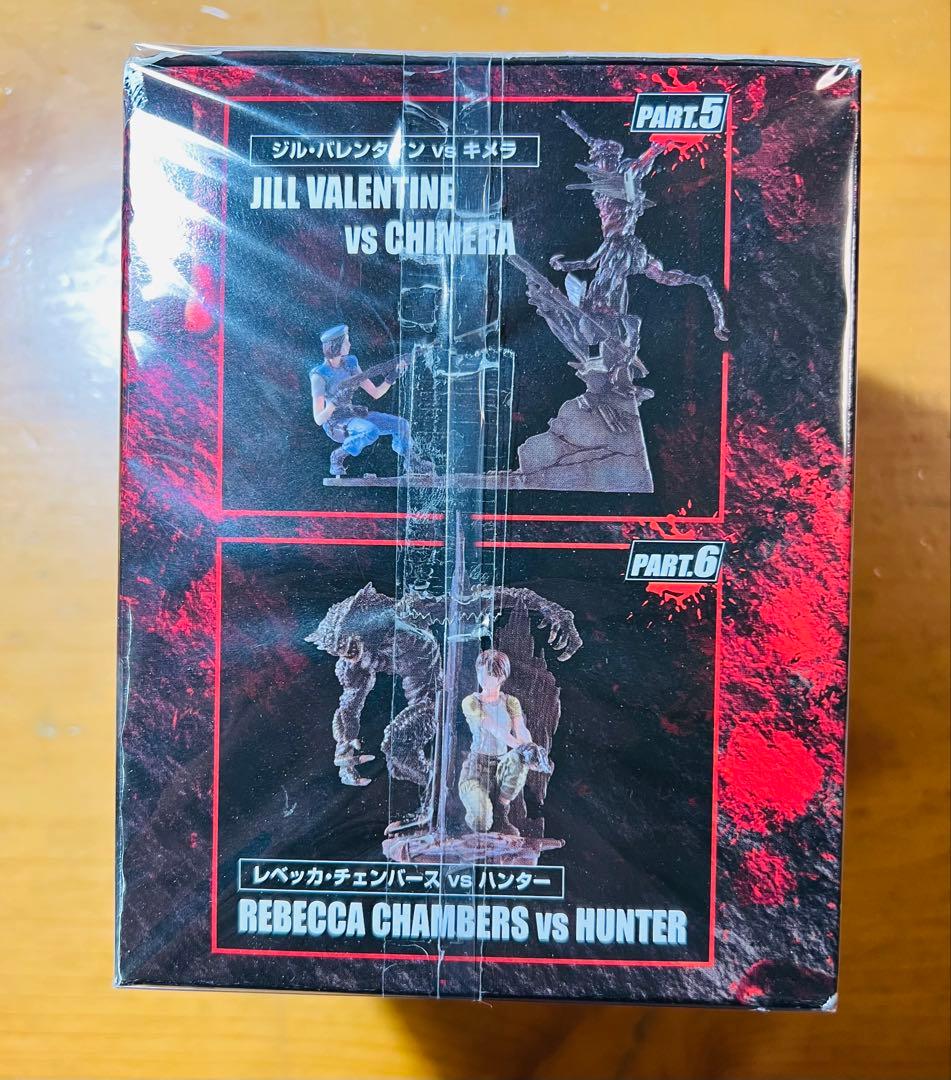 PART.5
ジル・バレンタイン vs キメラ
JILL VALENTINE
vs CHIMERA
PART.6
レベッカ・チェンバース vs ハンター
REBECCA CHAMBERS vs HUNTER